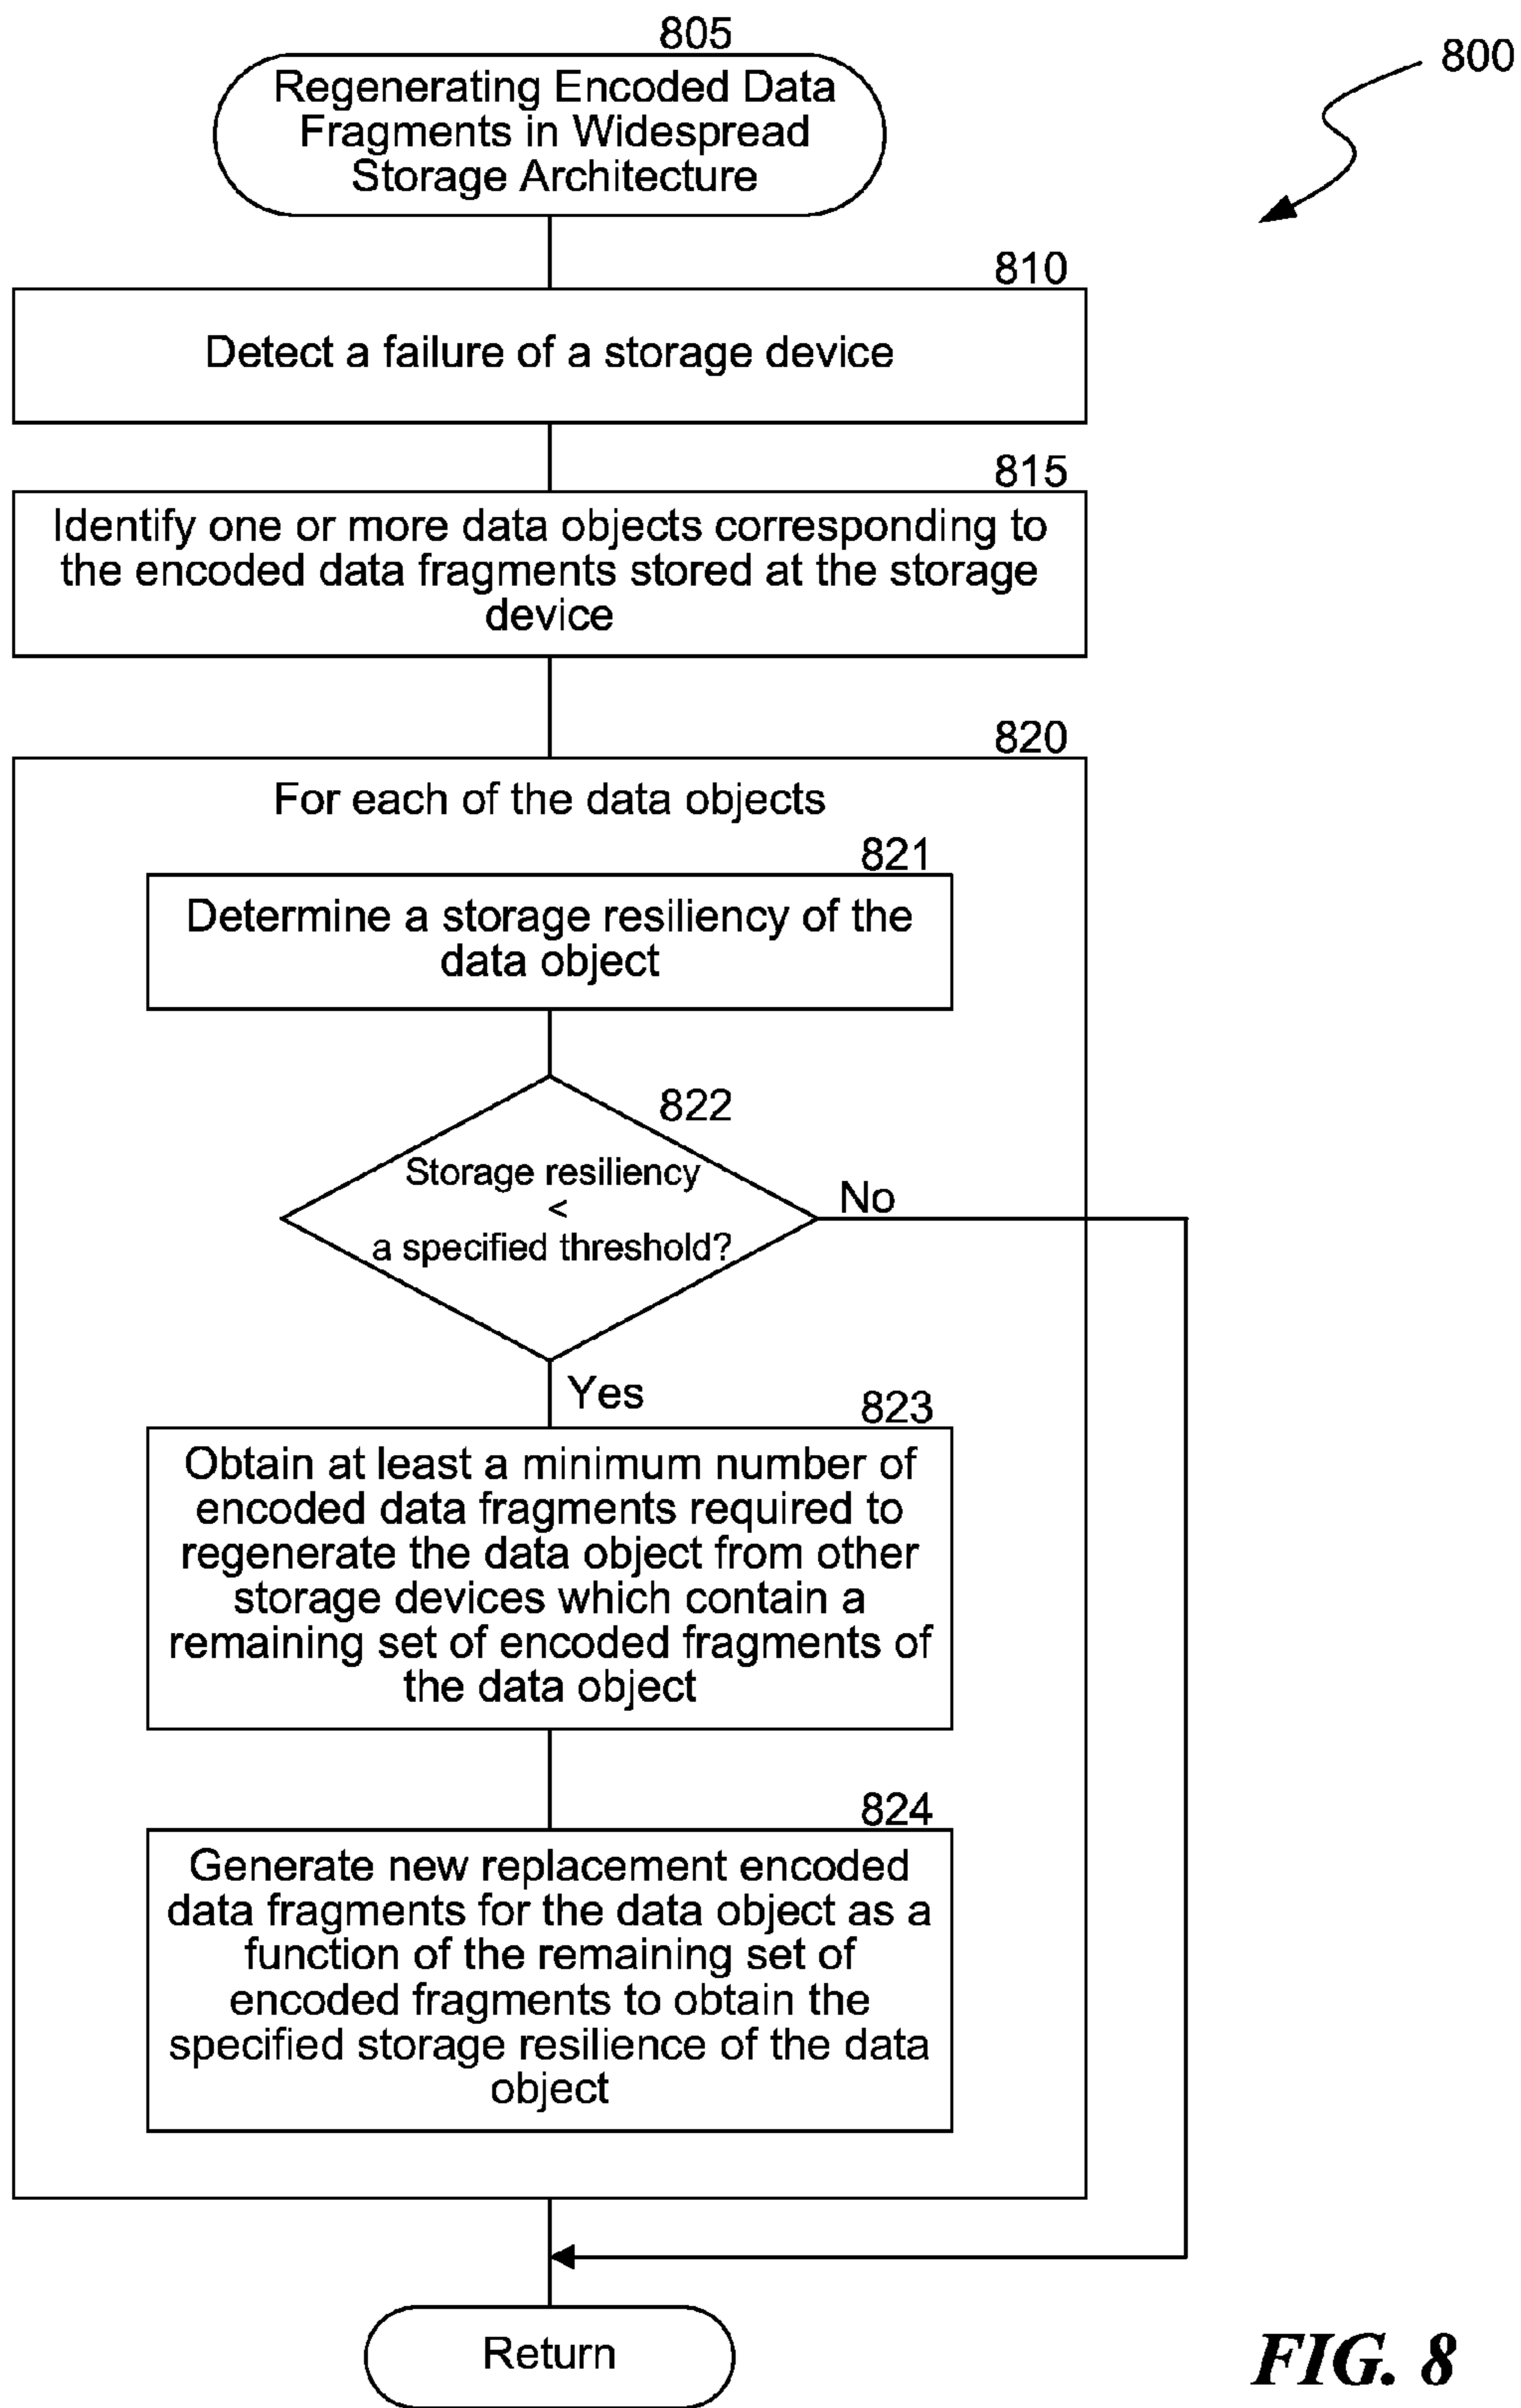 805
800
Regenerating Encoded Data
Fragments in Widespread
Storage Architecture
810
Detect a failure of a storage device
815
Identify one or more data objects corresponding to
the encoded data fragments stored at the storage
device
820
For each of the data objects
821
Determine a storage resiliency of the
data object
822
Storage resiliency
<
a specified threshold?
No
Yes
823
Obtain at least a minimum number of
encoded data fragments required to
regenerate the data object from other
storage devices which contain a
remaining set of encoded fragments of
the data object
824
Generate new replacement encoded
data fragments for the data object as a
function of the remaining set of
encoded fragments to obtain the
specified storage resilience of the data
object
Return
FIG. 8